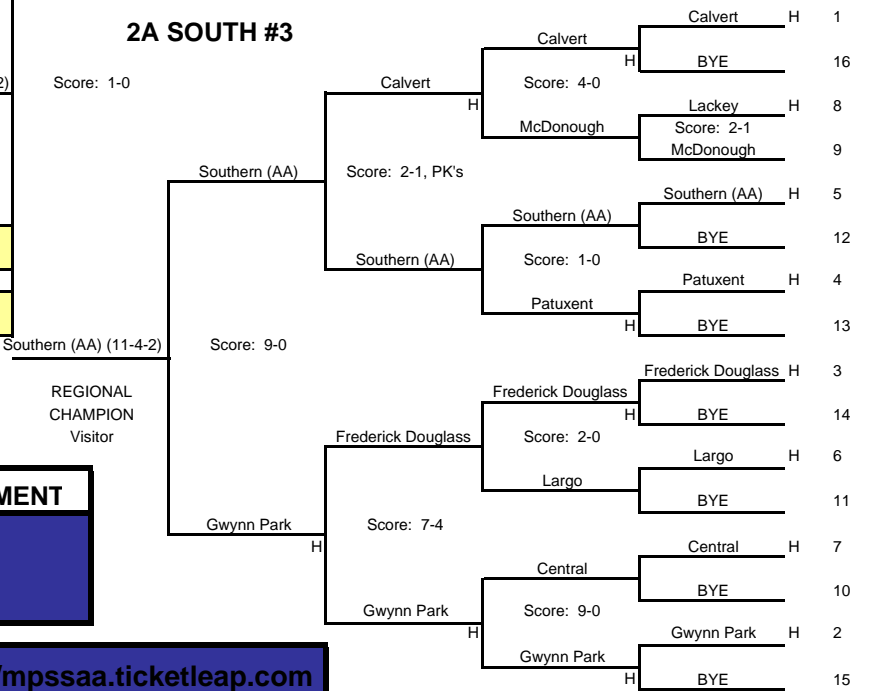 2A SOUTH #3
Calvert H 1
Calvert
H BYE 16
2) Score: 1-0 Calvert Score: 4-0
H Lackey H 8
McDonough Score: 2-1
McDonough 9
Southern (AA) Score: 2-1, PK's
Southern (AA) H 5
Southern (AA)
BYE 12
Southern (AA) Score: 1-0
Patuxent H 4
Patuxent
H BYE 13
Southern (AA) (11-4-2) Score: 9-0
Frederick Douglass H 3
REGIONAL Frederick Douglass
CHAMPION H BYE 14
Visitor Frederick Douglass Score: 2-0
Largo H 6
Largo
MENT BYE 11
Gwynn Park Score: 7-4
H Central H 7
Central
BYE 10
Gwynn Park Score: 9-0
H Gwynn Park H 2
Gwynn Park
/mpssaa.ticketleap.com H BYE 15